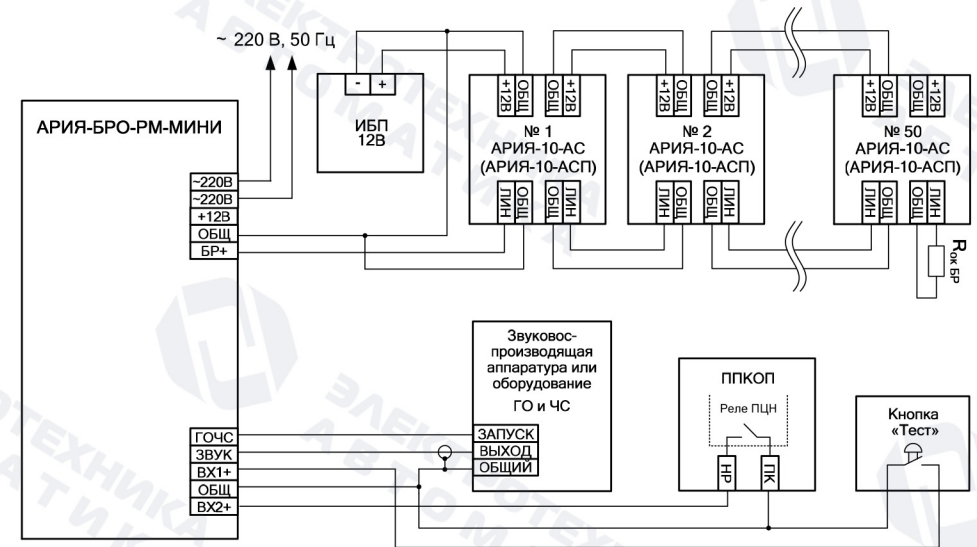 ~ 220 В, 50 Гц
АРИЯ-БРО-РМ-МИНИ
~220В
~220В
+12В
ОБЩ
БР+
ГОЧС
ЗВУК
ВХ1+
ОБЩ
ВХ2+
- +
ИБП
12В
+12В ОБЩ ОБЩ +12В
№ 1
АРИЯ-10-АС
(АРИЯ-10-АСП)
ЛИН ОБЩ ОБЩ ЛИН
+12В ОБЩ ОБЩ +12В
№ 2
АРИЯ-10-АС
(АРИЯ-10-АСП)
ЛИН ОБЩ ОБЩ ЛИН
+12В ОБЩ ОБЩ +12В
№ 50
АРИЯ-10-АС
(АРИЯ-10-АСП)
ЛИН ОБЩ ОБЩ ЛИН
Rок БР
Звуковос-
производящая
аппаратура или
оборудование
ГО и ЧС
ЗАПУСК
ВЫХОД
ОБЩИЙ
ППКОП
Реле ПЦН
НР ПК
Кнопка
«Тест»
ЭЛЕКТРОТЕХНИКА
АВТОМАТИКА